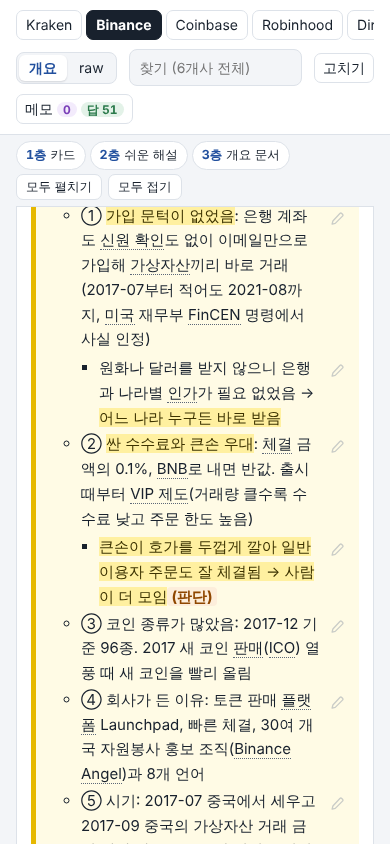 Kraken Binance Coinbase Robinhood
개요 raw 찾기 (6개사 전체) 고치기
메모 0 답 51
1층 카드 2층 쉬운 해설 3층 개요 문서
모두 펼치기 모두 접기
① 가입 문턱이 없었음: 은행 계좌
도 신원 확인도 없이 이메일만으로
가입해 가상자산끼리 바로 거래
(2017-07부터 적어도 2021-08까
지, 미국 재무부 FinCEN 명령에서
사실 인정)
원화나 달러를 받지 않으니 은행
과 나라별 인가가 필요 없었음 →
어느 나라 누구든 바로 받음
② 싼 수수료와 큰손 우대: 체결 금
액의 0.1%, BNB로 내면 반값. 출시
때부터 VIP 제도(거래량 클수록 수
수료 낮고 주문 한도 높음)
큰손이 호가를 두껍게 깔아 일반
이용자 주문도 잘 체결됨 → 사람
이 더 모임 (판단)
③ 코인 종류가 많았음: 2017-12 기
준 96종. 2017 새 코인 판매(ICO) 열
풍 때 새 코인을 빨리 올림
④ 회사가 든 이유: 토큰 판매 플랫
폼 Launchpad, 빠른 체결, 30여 개
국 자원봉사 홍보 조직(Binance
Angel)과 8개 언어
⑤ 시기: 2017-07 중국에서 세우고
2017-09 중국의 가상자산 거래 금